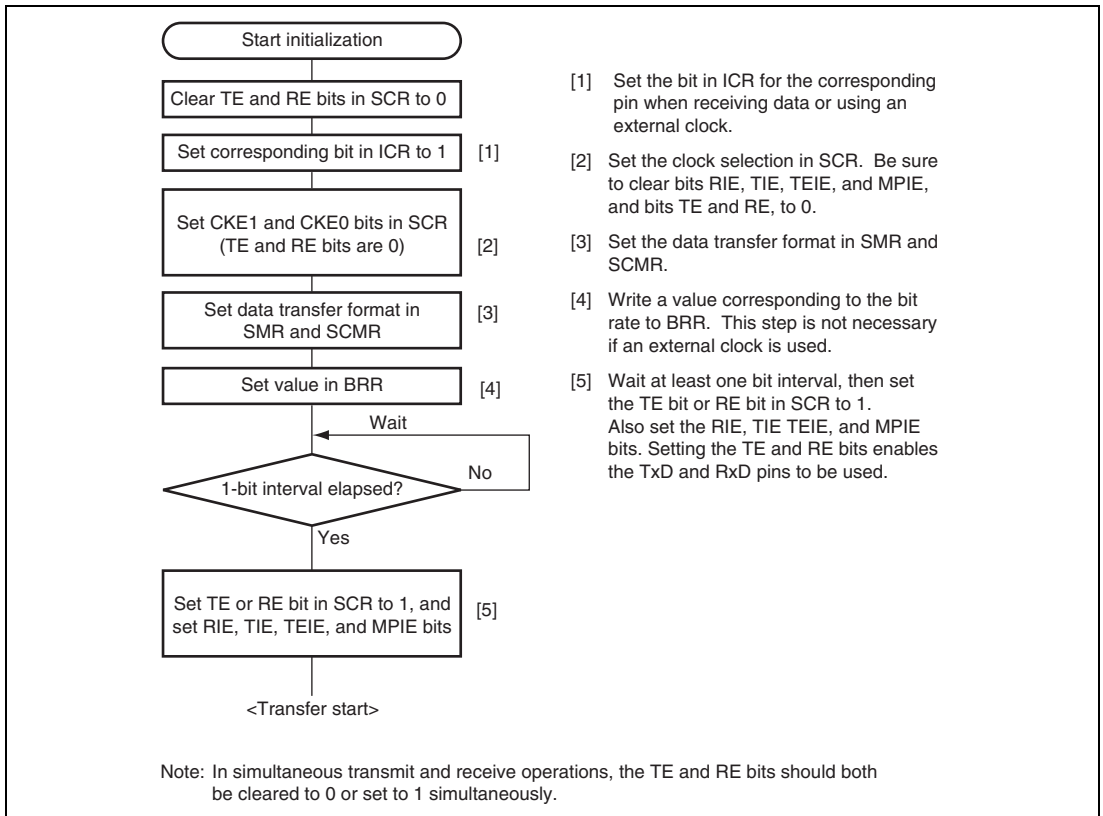 Start initialization
Clear TE and RE bits in SCR to 0
Set corresponding bit in ICR to 1
[1]
Set CKE1 and CKE0 bits in SCR
(TE and RE bits are 0)
[2]
Set data transfer format in
SMR and SCMR
[3]
Set value in BRR
[4]
Wait
No
1-bit interval elapsed?
Yes
Set TE or RE bit in SCR to 1, and
set RIE, TIE, TEIE, and MPIE bits
[5]
<Transfer start>
[1] Set the bit in ICR for the corresponding
pin when receiving data or using an
external clock.
[2] Set the clock selection in SCR. Be sure
to clear bits RIE, TIE, TEIE, and MPIE,
and bits TE and RE, to 0.
[3] Set the data transfer format in SMR and
SCMR.
[4] Write a value corresponding to the bit
rate to BRR. This step is not necessary
if an external clock is used.
[5] Wait at least one bit interval, then set
the TE bit or RE bit in SCR to 1.
Also set the RIE, TIE TEIE, and MPIE
bits. Setting the TE and RE bits enables
the TxD and RxD pins to be used.
Note: In simultaneous transmit and receive operations, the TE and RE bits should both
be cleared to 0 or set to 1 simultaneously.